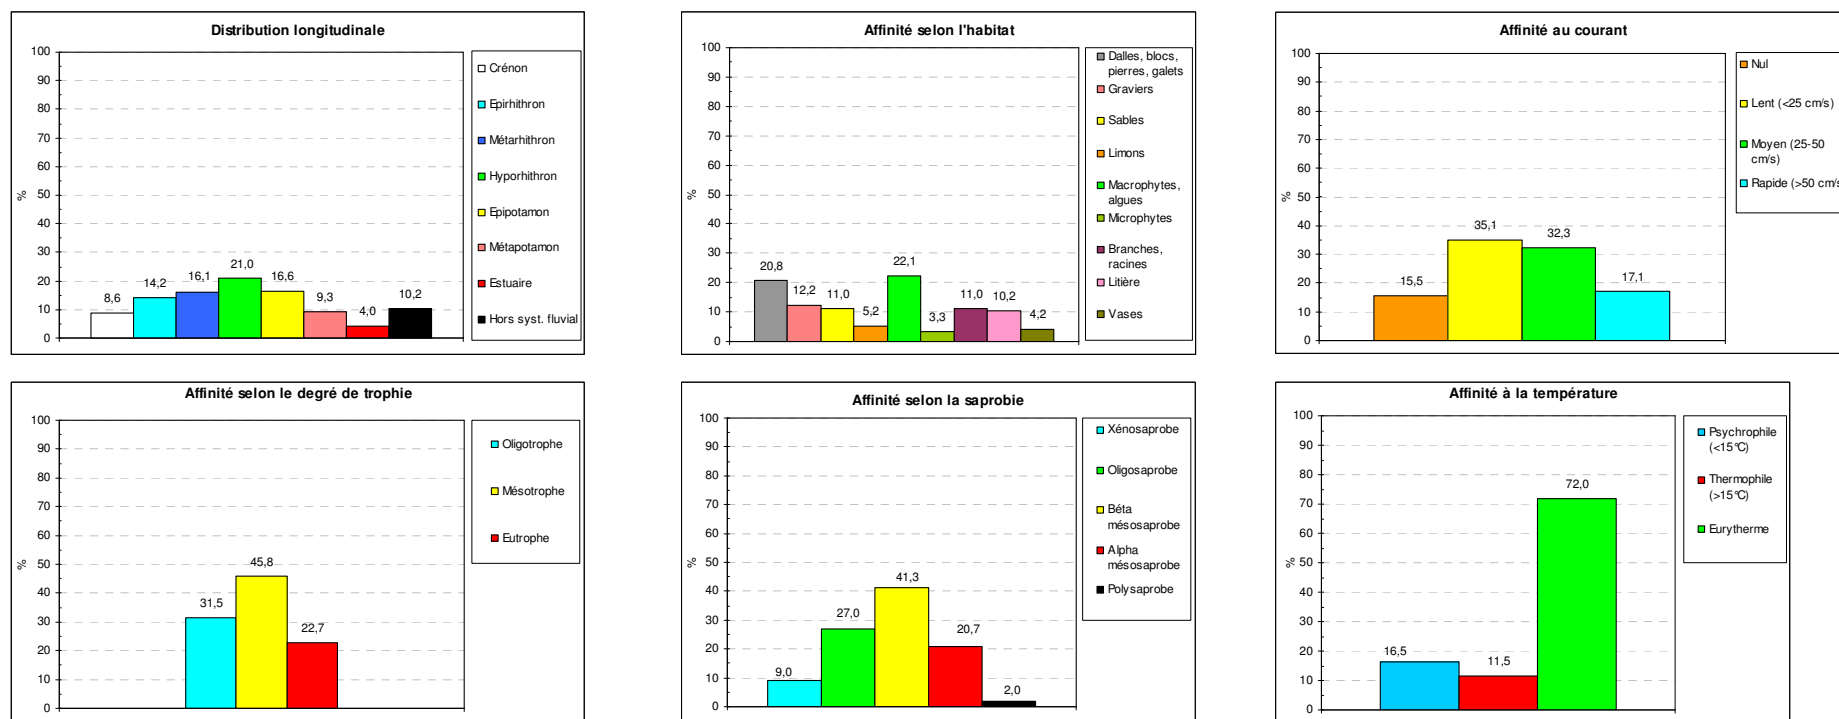 Distribution longitudinale
100
90
80
70
60
50
40
30
20
10
0
%
8,6
14,2
16,1
21,0
16,6
9,3
4,0
10,2
Crénon
Epirhithron
Métarhithron
Hyporhithron
Epipotamon
Métapotamon
Estuaire
Hors syst. fluvial
Affinité selon l'habitat
100
90
80
70
60
50
40
30
20
10
0
%
20,8
12,2
11,0
5,2
22,1
3,3
11,0
10,2
4,2
Dalles, blocs,
pierres, galets
Graviers
Sables
Limons
Macrophytes,
algues
Microphytes
Branches,
racines
Litière
Vases
Affinité au courant
100
90
80
70
60
50
40
30
20
10
0
%
15,5
35,1
32,3
17,1
Nul
Lent (<25 cm/s)
Moyen (25-50
cm/s)
Rapide (>50 cm/s
Affinité selon le degré de trophie
100
90
80
70
60
50
40
30
20
10
0
%
31,5
45,8
22,7
Oligotrophe
Mésotrophe
Eutrophe
Affinité selon la saprobie
100
90
80
70
60
50
40
30
20
10
0
%
9,0
27,0
41,3
20,7
2,0
Xénosaprobe
Oligosaprobe
Béta
mésosaprobe
Alpha
mésosaprobe
Polysaprobe
Affinité à la température
100
90
80
70
60
50
40
30
20
10
0
%
16,5
11,5
72,0
Psychrophile
(<15°C)
Thermophile
(>15°C)
Eurytherme